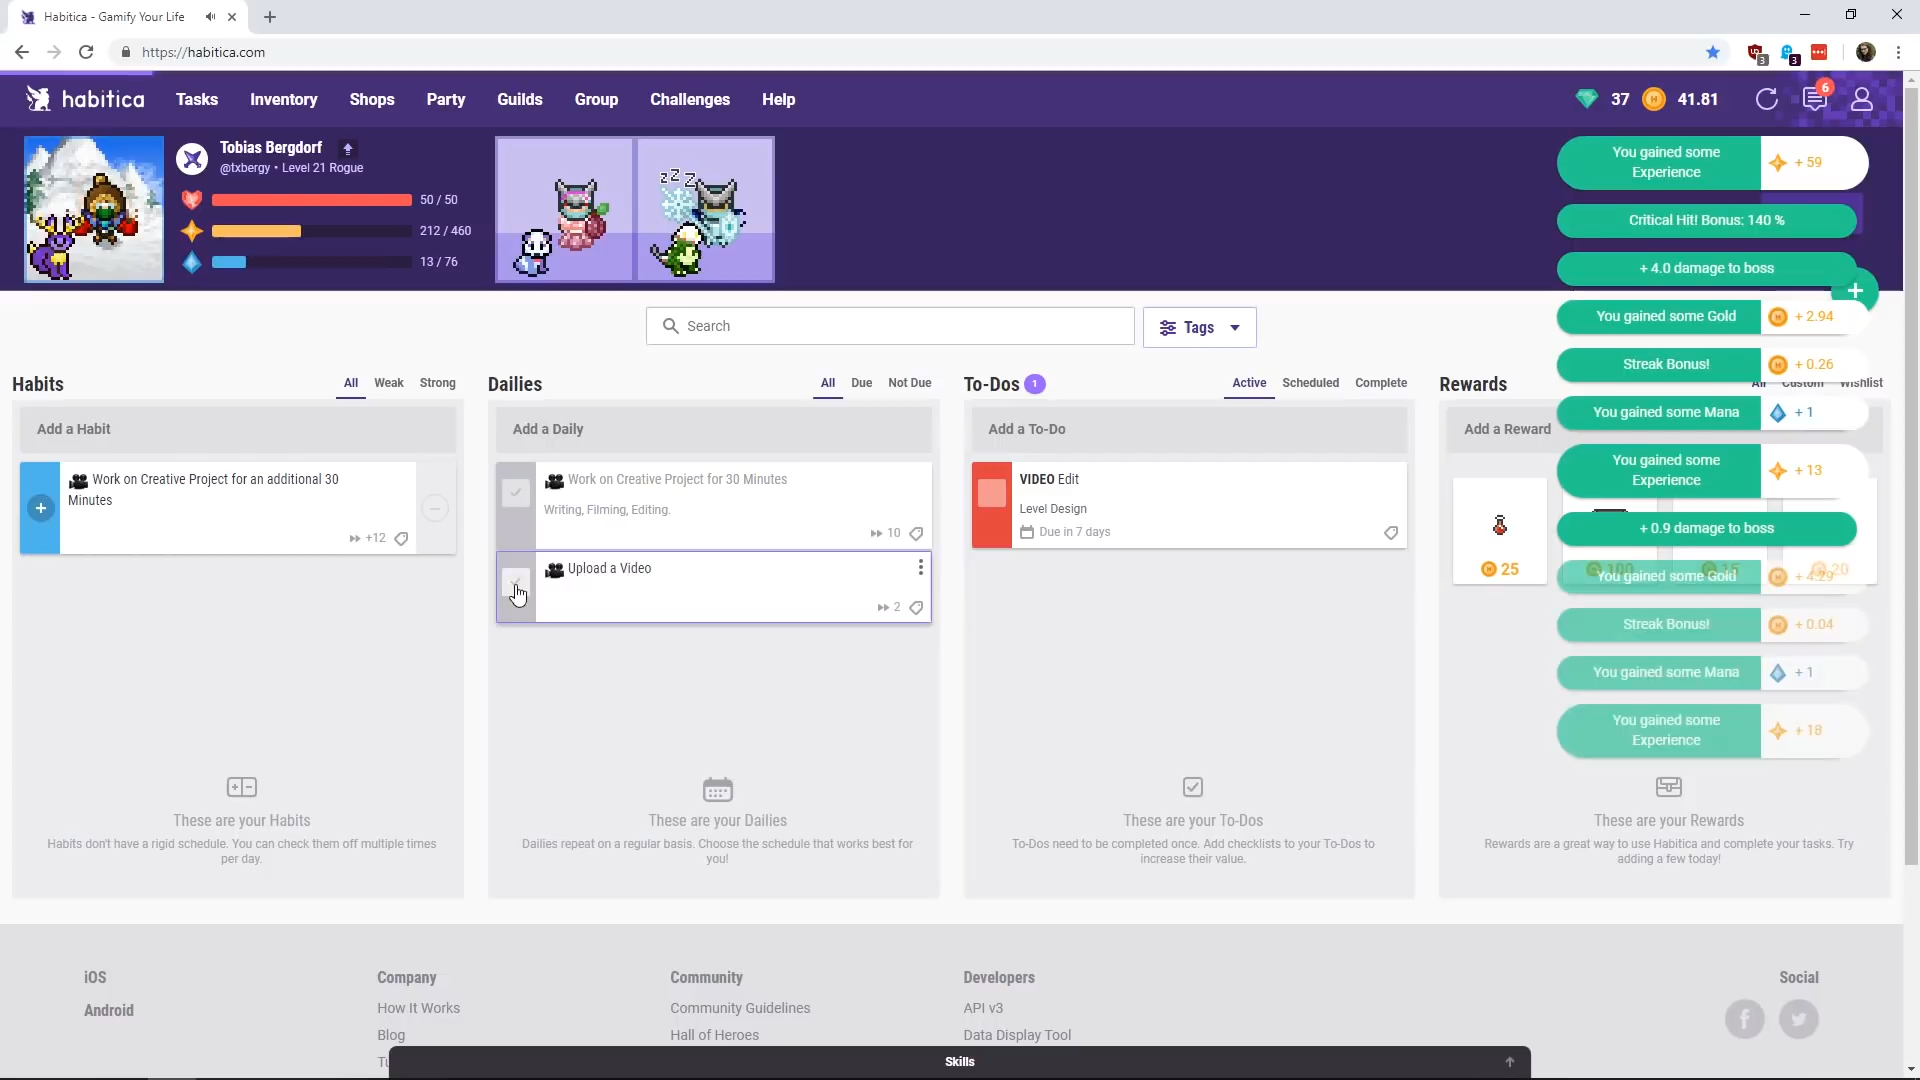 Habitica - Gamify Your Life
https://habitica.com
3
3
habitica
Tasks
Inventory
Shops
Party
Guilds
Group
Challenges
Help
37
41.81
6
Tobias Bergdorf
@txbergy • Level 21 Rogue
50 / 50
212 / 460
13 / 76
You gained some
Experience
+ 59
Critical Hit! Bonus: 140 %
+ 4.0 damage to boss
You gained some Gold
+ 2.94
Streak Bonus!
+ 0.26
You gained some Mana
+ 1
You gained some
Experience
+ 13
+ 0.9 damage to boss
You gained some Gold
+ 4.29
Streak Bonus!
+ 0.04
You gained some Mana
+ 1
You gained some
Experience
+ 18
Search
Tags
Habits
All
Weak
Strong
Add a Habit
Work on Creative Project for an additional 30
Minutes
+12
These are your Habits
Habits don't have a rigid schedule. You can check them off multiple times
per day.
Dailies
All
Due
Not Due
Add a Daily
Work on Creative Project for 30 Minutes
Writing, Filming, Editing.
10
Upload a Video
2
These are your Dailies
Dailies repeat on a regular basis. Choose the schedule that works best for
you!
To-Dos
1
Active
Scheduled
Complete
Add a To-Do
VIDEO Edit
Level Design
Due in 7 days
These are your To-Dos
To-Dos need to be completed once. Add checklists to your To-Dos to
increase their value.
Rewards
All
Custom
Wishlist
Add a Reward
25
100
15
20
These are your Rewards
Rewards are a great way to use Habitica and complete your tasks. Try
adding a few today!
iOS
Android
Company
How It Works
Blog
Community
Community Guidelines
Hall of Heroes
Developers
API v3
Data Display Tool
Social
Skills